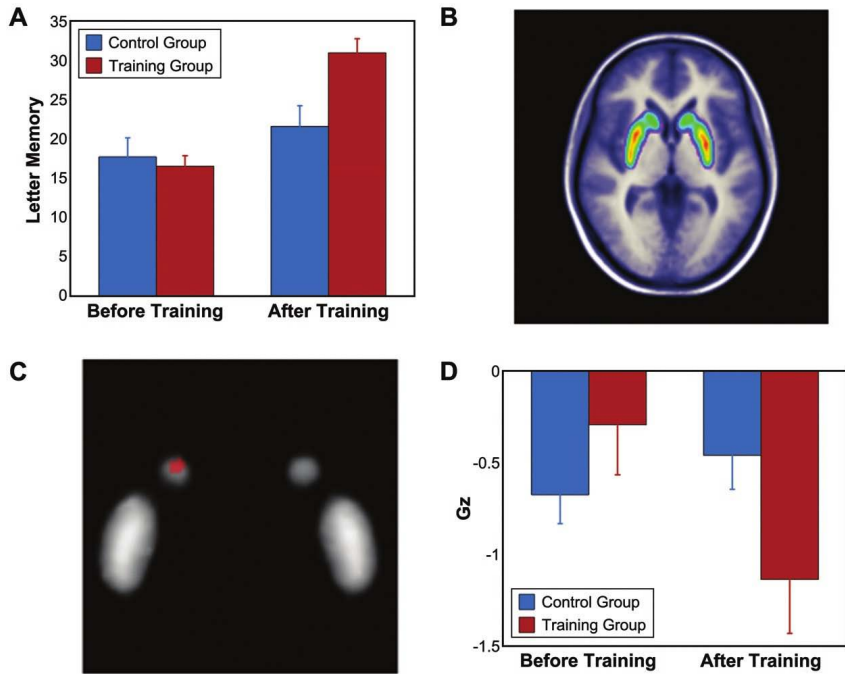 A
35
30
25
20
15
10
5
0
Letter Memory
Control Group
Training Group
Before Training
After Training
B
C
D
0
-0.5
-1
-1.5
Gz
Control Group
Training Group
Before Training
After Training